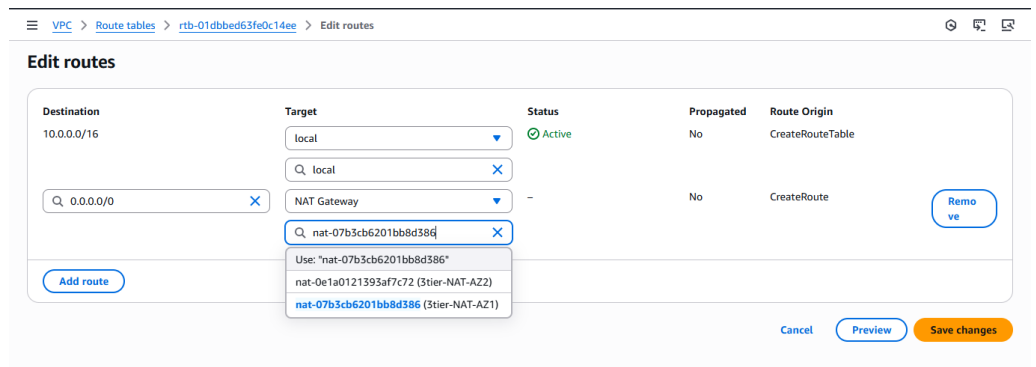 VPC > Route tables > rtb-01dbbed63fe0c14ee > Edit routes
Edit routes
Destination Target Status Propagated Route Origin
10.0.0.0/16 local Active No CreateRouteTable
local
0.0.0.0/0 NAT Gateway – No CreateRoute Remo
ve
nat-07b3cb6201bb8d386
Use: "nat-07b3cb6201bb8d386"
Add route nat-0e1a0121393af7c72 (3tier-NAT-AZ2)
nat-07b3cb6201bb8d386 (3tier-NAT-AZ1)
Cancel Preview Save changes